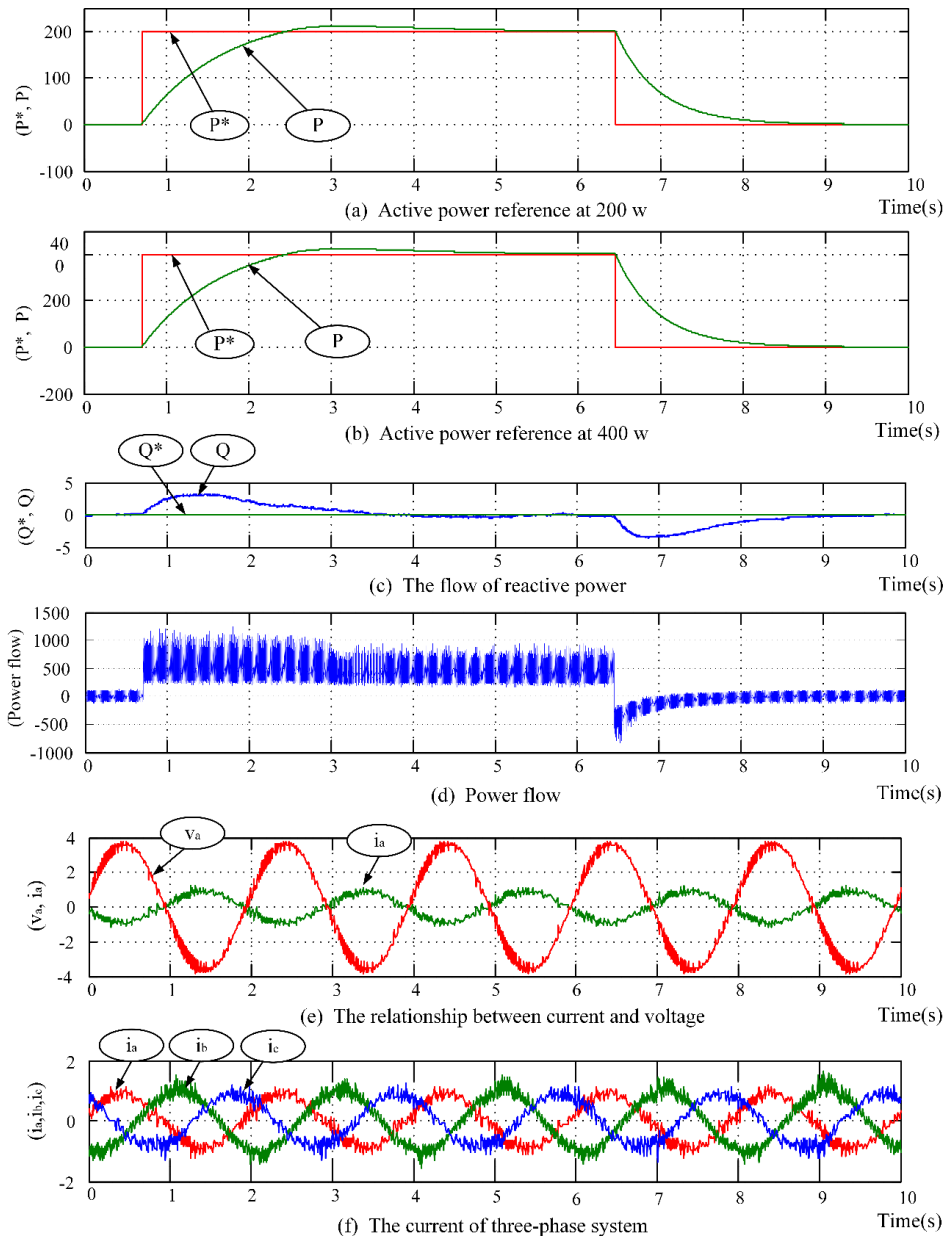 200
100
0
-100
(P*, P)
P*
P
0 1 2 3 4 5 6 7 8 9 10
(a) Active power reference at 200 w
Time(s)
40
0
200
0
-200
(P*, P)
P*
P
0 1 2 3 4 5 6 7 8 9 10
(b) Active power reference at 400 w
Time(s)
Q*
Q
5
0
-5
(Q*, Q)
0 1 2 3 4 5 6 7 8 9 10
(c) The flow of reactive power
Time(s)
1500
1000
500
0
-500
-1000
(Power flow)
0 1 2 3 4 5 6 7 8 9 10
(d) Power flow
Time(s)
va
ia
4
2
0
-2
-4
(va, ia)
0 1 2 3 4 5 6 7 8 9 10
(e) The relationship between current and voltage
Time(s)
ia
ib
ic
2
1
0
-2
(ia,ib,ic)
0 1 2 3 4 5 6 7 8 9 10
(f) The current of three-phase system
Time(s)